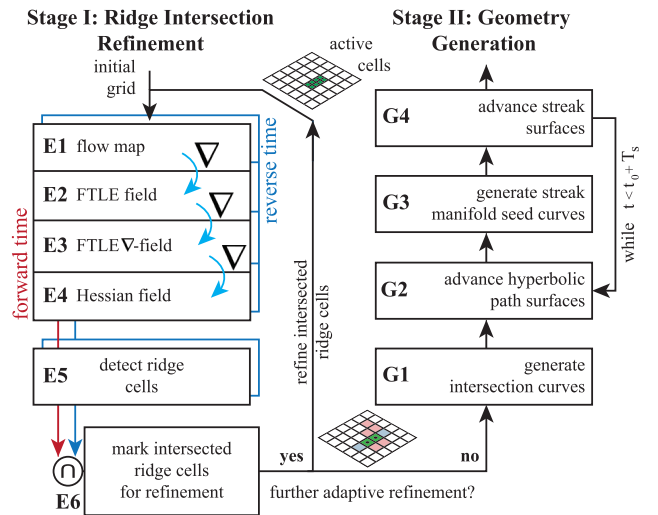 Stage I: Ridge Intersection
Refinement
initial
grid
active
cells
E1 flow map
∇
E2 FTLE field
∇
E3 FTLE∇-field
∇
E4 Hessian field
forward time
reverse time
E5 detect ridge
cells
∩
E6
mark intersected
ridge cells
for refinement
refine intersected
ridge cells
yes
no
further adaptive refinement?
Stage II: Geometry
Generation
G4 advance streak
surfaces
G3 generate streak
manifold seed curves
G2 advance hyperbolic
path surfaces
G1 generate
intersection curves
while t < t₀+ Tₛ